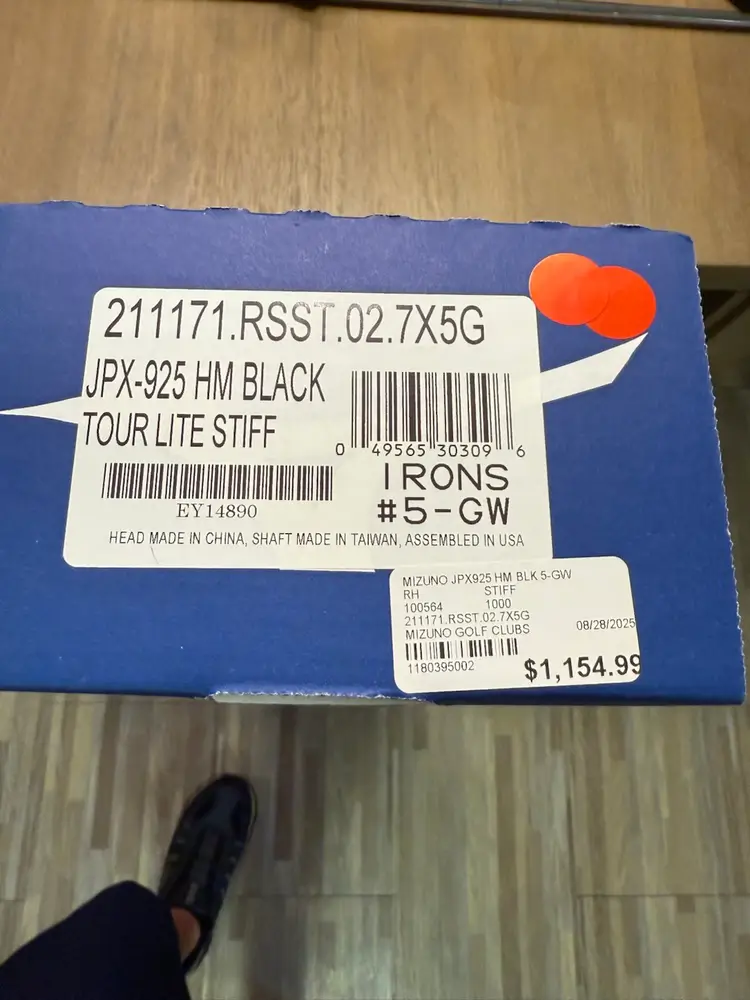 211171.RSST.02.7X5G
JPX-925 HM BLACK
TOUR LITE STIFF
0 49565 30309 6
EY14890
IRONS
#5-GW
HEAD MADE IN CHINA, SHAFT MADE IN TAIWAN, ASSEMBLED IN USA
MIZUNO JPX925 HM BLK 5-GW
RH STIFF
100564 1000
211171.RSST.02.7X5G
MIZUNO GOLF CLUBS 08/28/2025
1180395002 $1,154.99